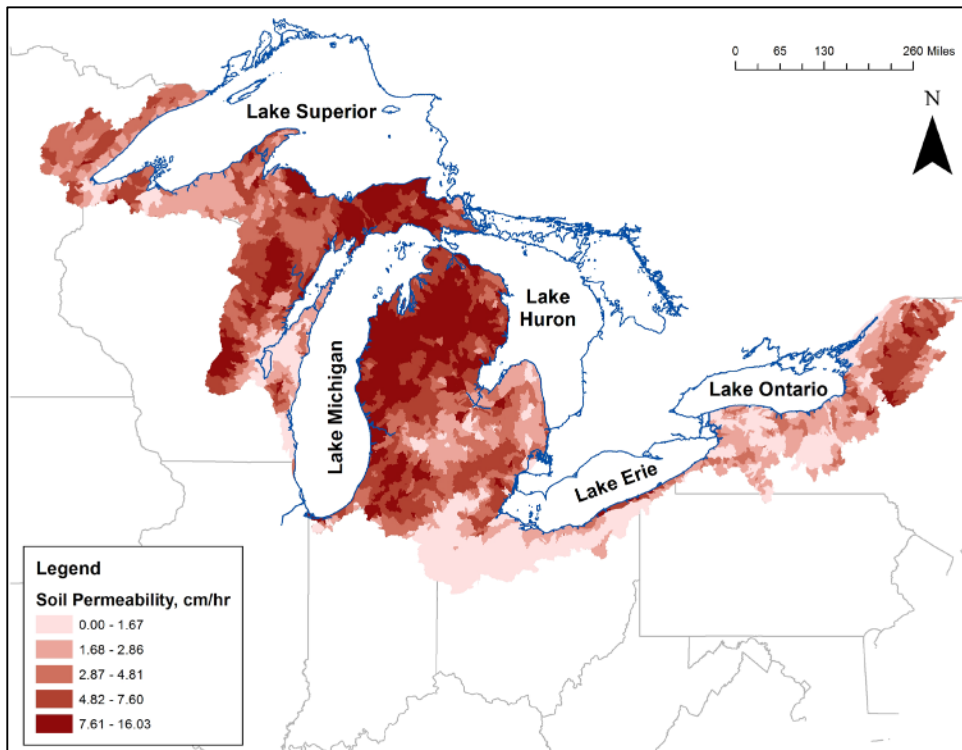 0 65 130 260 Miles
N
Lake Superior
Lake
Huron
Lake Michigan
Lake Ontario
Lake Erie
Legend
Soil Permeability, cm/hr
0.00 - 1.67
1.68 - 2.86
2.87 - 4.81
4.82 - 7.60
7.61 - 16.03